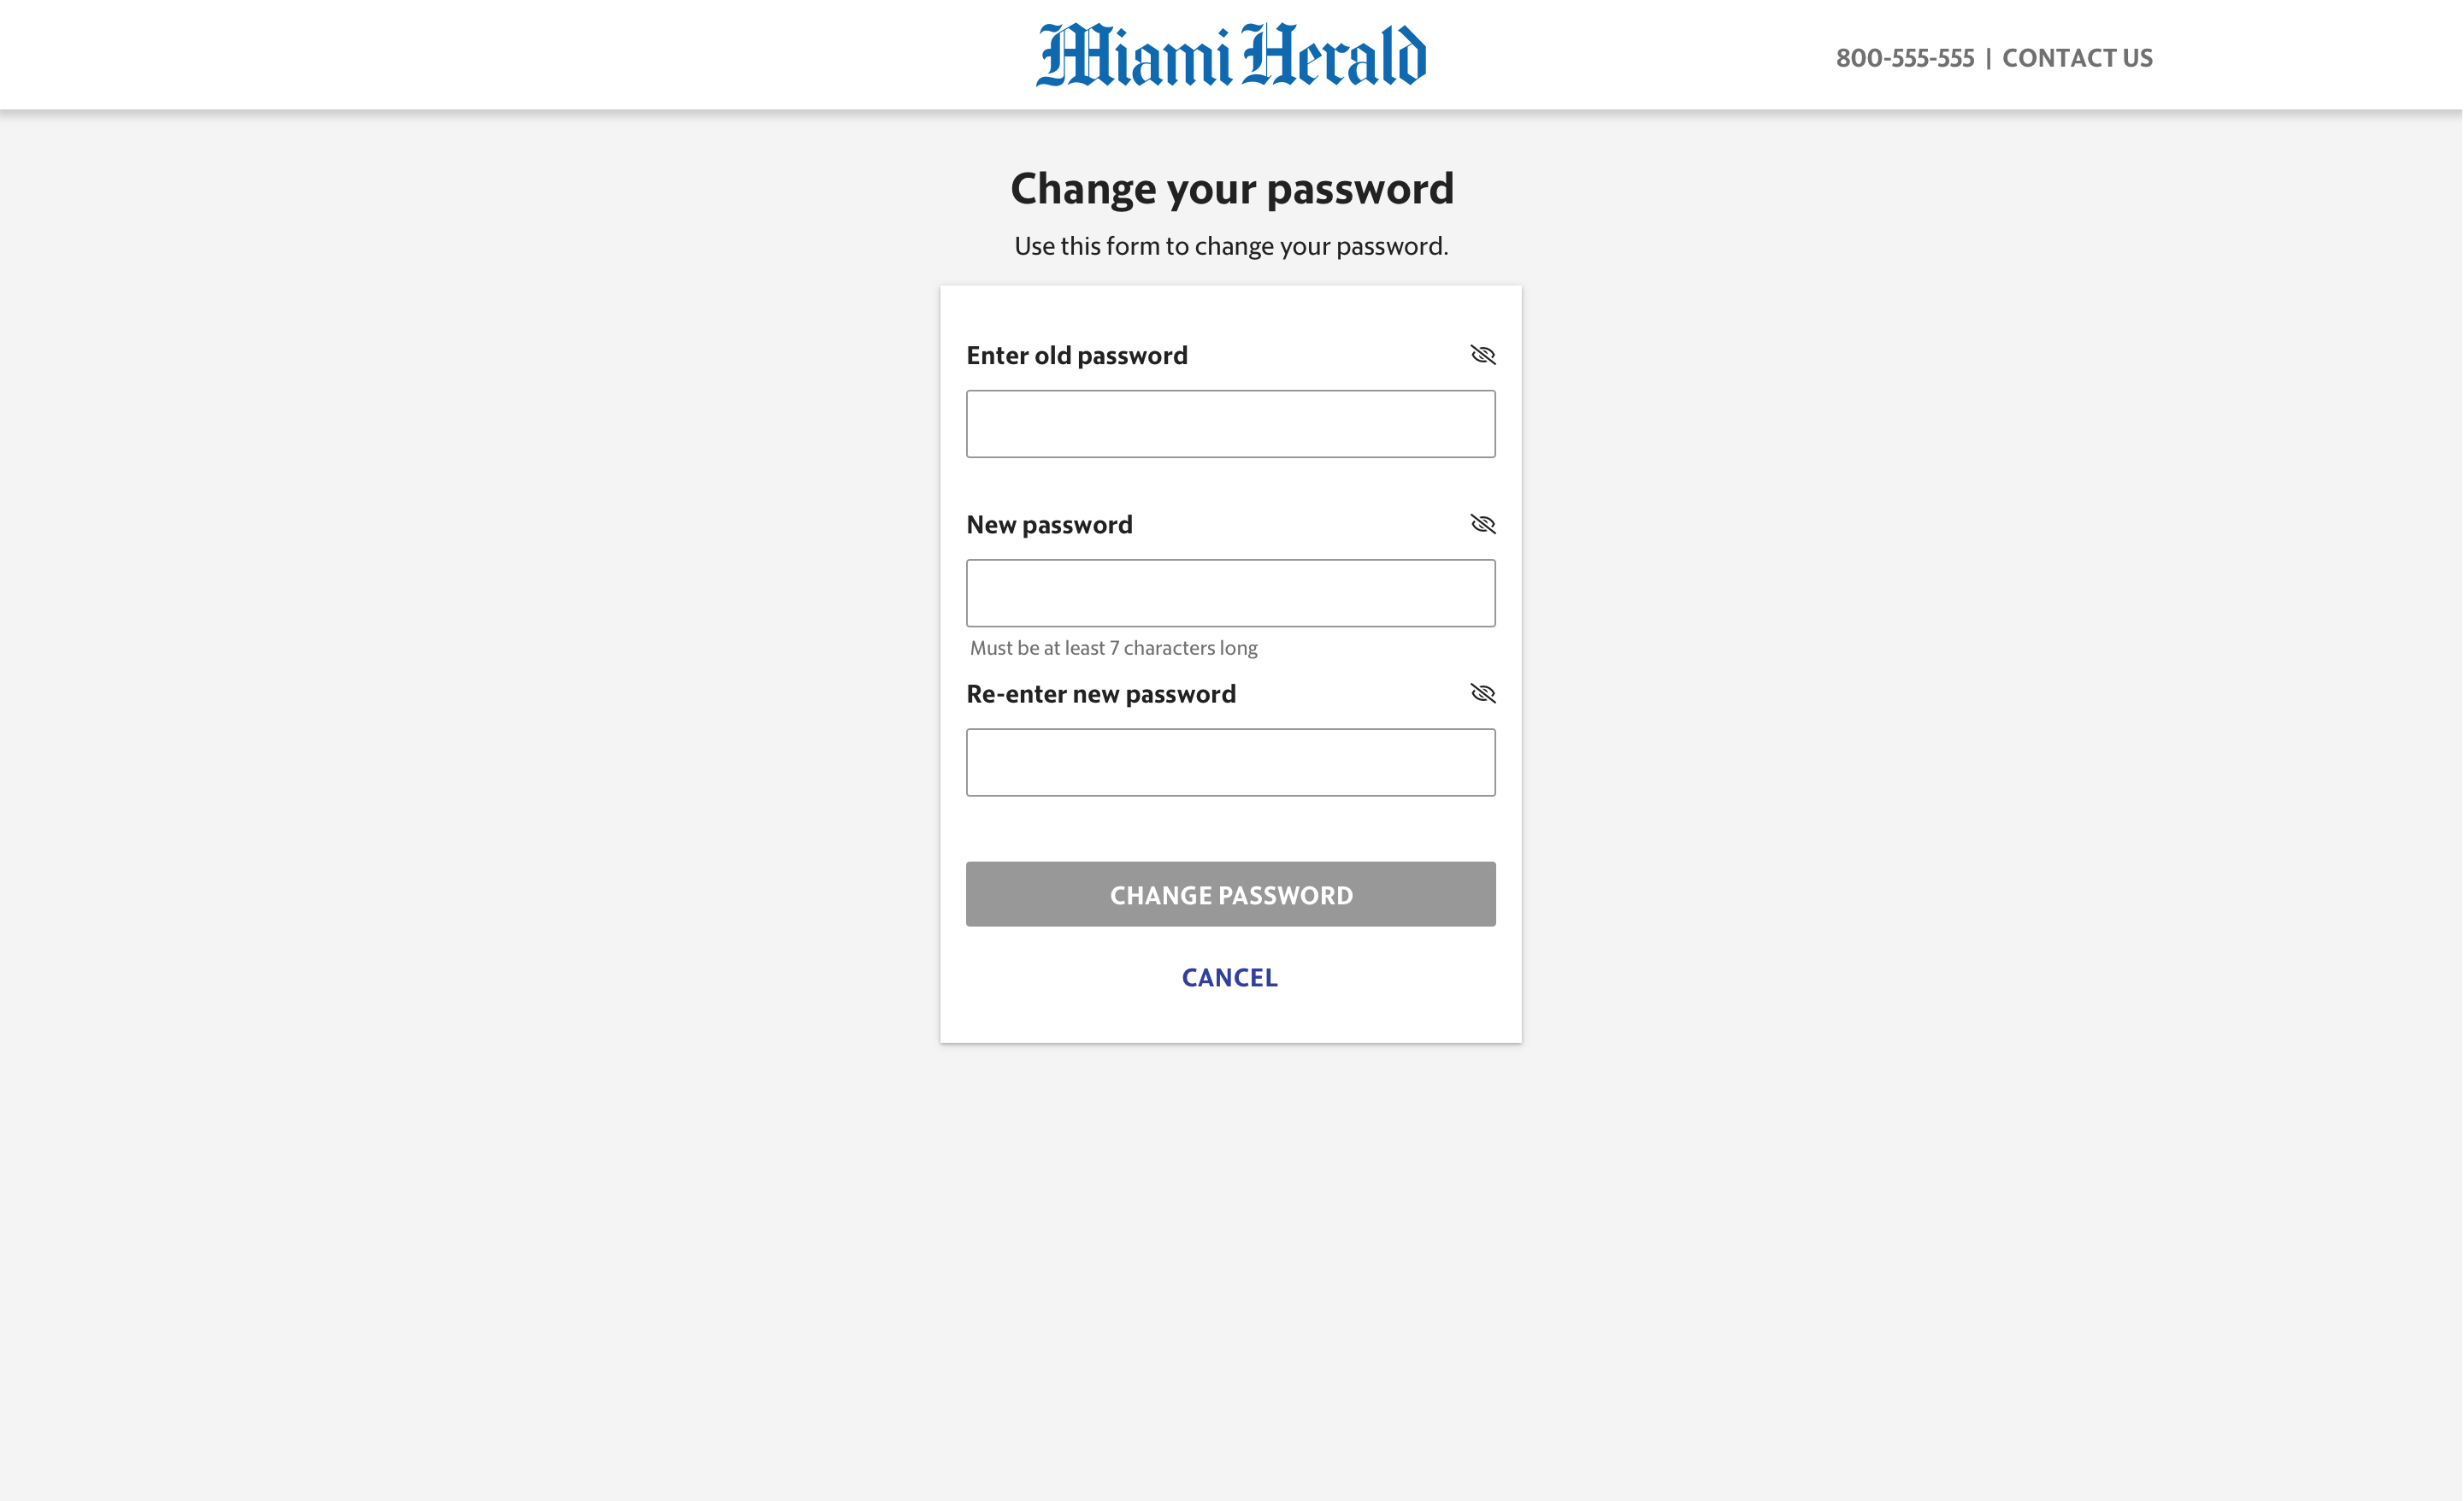 Miami Herald
800-555-555 | CONTACT US
Change your password
Use this form to change your password.
Enter old password
New password
Must be at least 7 characters long
Re-enter new password
CHANGE PASSWORD
CANCEL